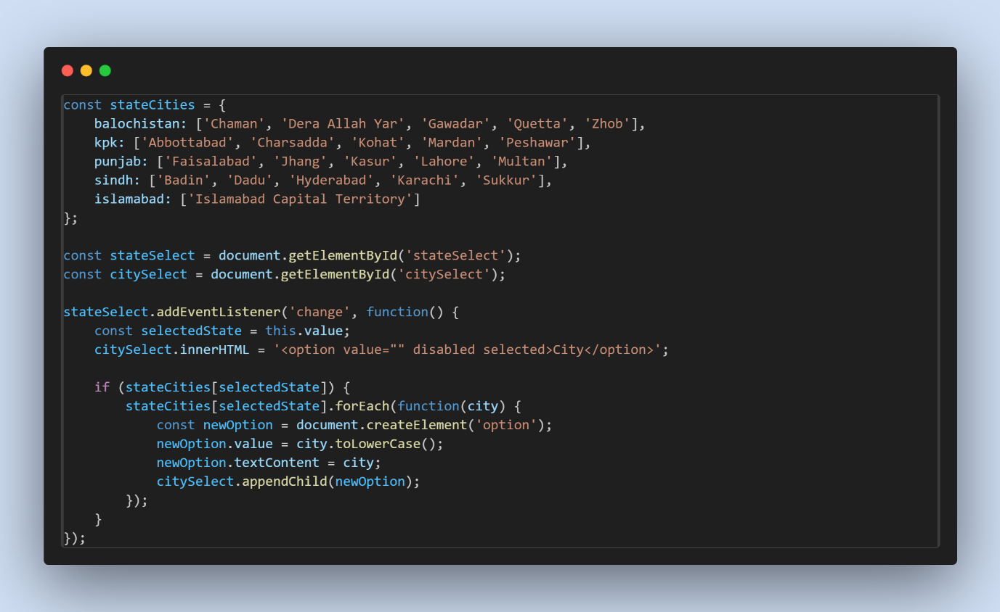 const stateCities = {
    balochistan: ['Chaman', 'Dera Allah Yar', 'Gawadar', 'Quetta', 'Zhob'],
    kpk: ['Abbottabad', 'Charsadda', 'Kohat', 'Mardan', 'Peshawar'],
    punjab: ['Faisalabad', 'Jhang', 'Kasur', 'Lahore', 'Multan'],
    sindh: ['Badin', 'Dadu', 'Hyderabad', 'Karachi', 'Sukkur'],
    islamabad: ['Islamabad Capital Territory']
};

const stateSelect = document.getElementById('stateSelect');
const citySelect = document.getElementById('citySelect');

stateSelect.addEventListener('change', function() {
    const selectedState = this.value;
    citySelect.innerHTML = '<option value="" disabled selected>City</option>';

    if (stateCities[selectedState]) {
        stateCities[selectedState].forEach(function(city) {
            const newOption = document.createElement('option');
            newOption.value = city.toLowerCase();
            newOption.textContent = city;
            citySelect.appendChild(newOption);
        });
    }
});